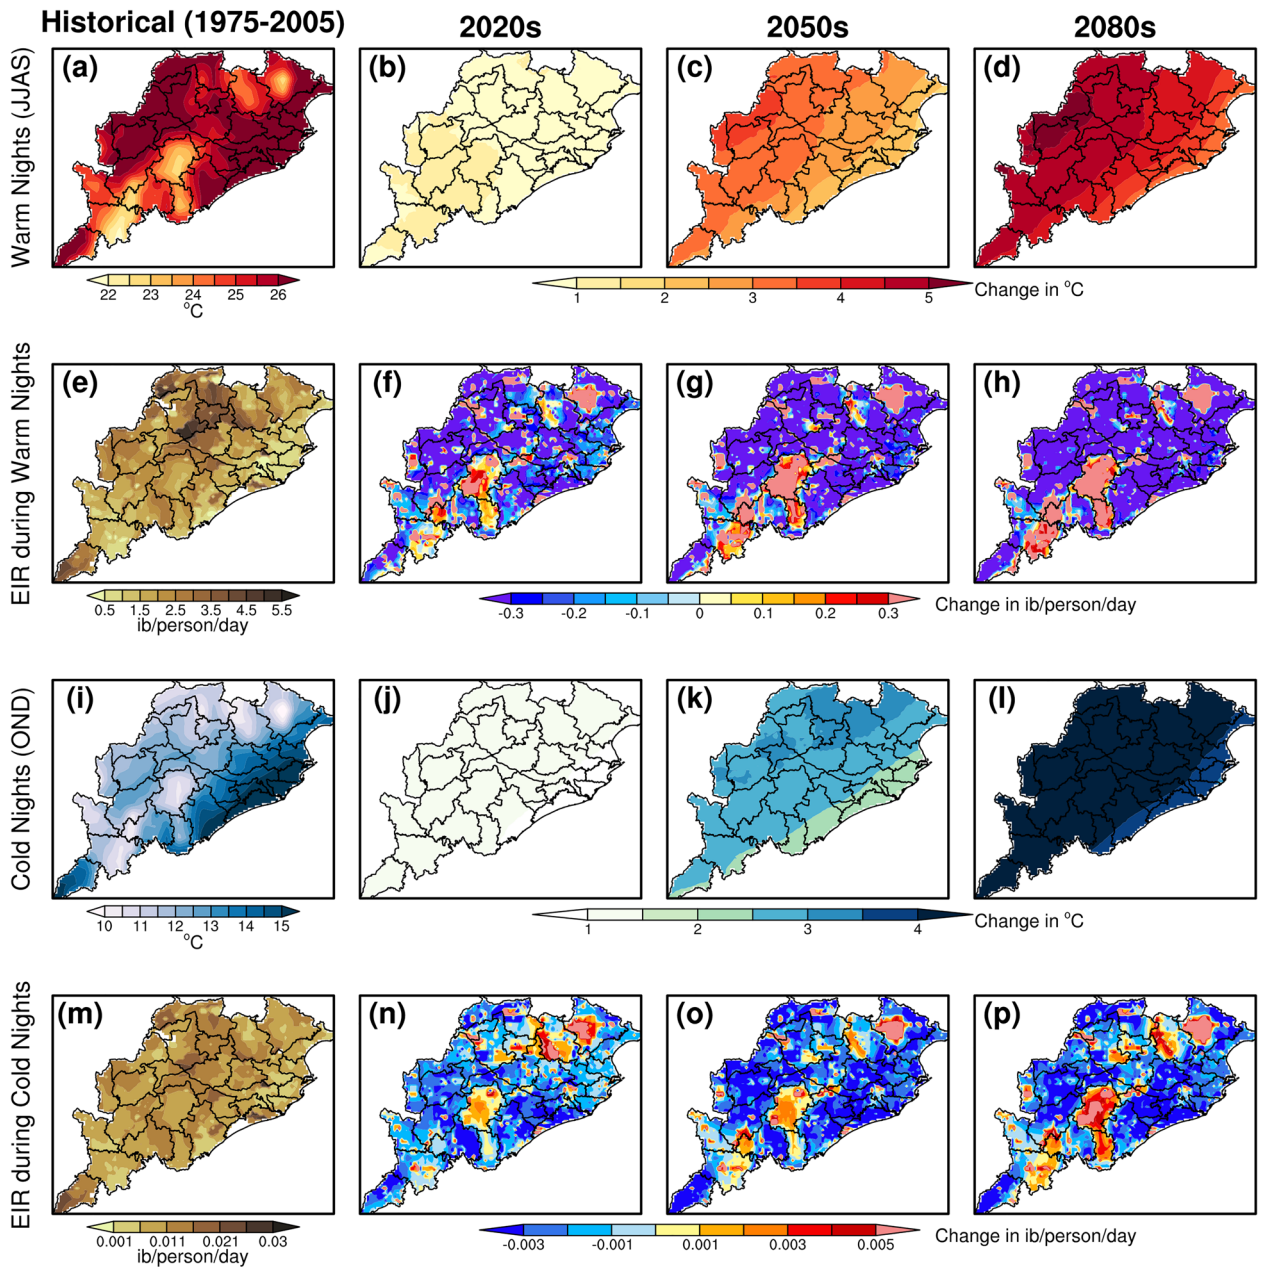 Historical (1975-2005) 2020s 2050s 2080s
Warm Nights (JJAS)
(a) (b) (c) (d)
22 23 24 25 26
°C
1 2 3 4 5 Change in °C
EIR during Warm Nights
(e) (f) (g) (h)
0.5 1.5 2.5 3.5 4.5 5.5
ib/person/day
-0.3 -0.2 -0.1 0 0.1 0.2 0.3 Change in ib/person/day
Cold Nights (OND)
(i) (j) (k) (l)
10 11 12 13 14 15
°C
1 2 3 4 Change in °C
EIR during Cold Nights
(m) (n) (o) (p)
0.001 0.011 0.021 0.03
ib/person/day
-0.003 -0.001 0.001 0.003 0.005 Change in ib/person/day